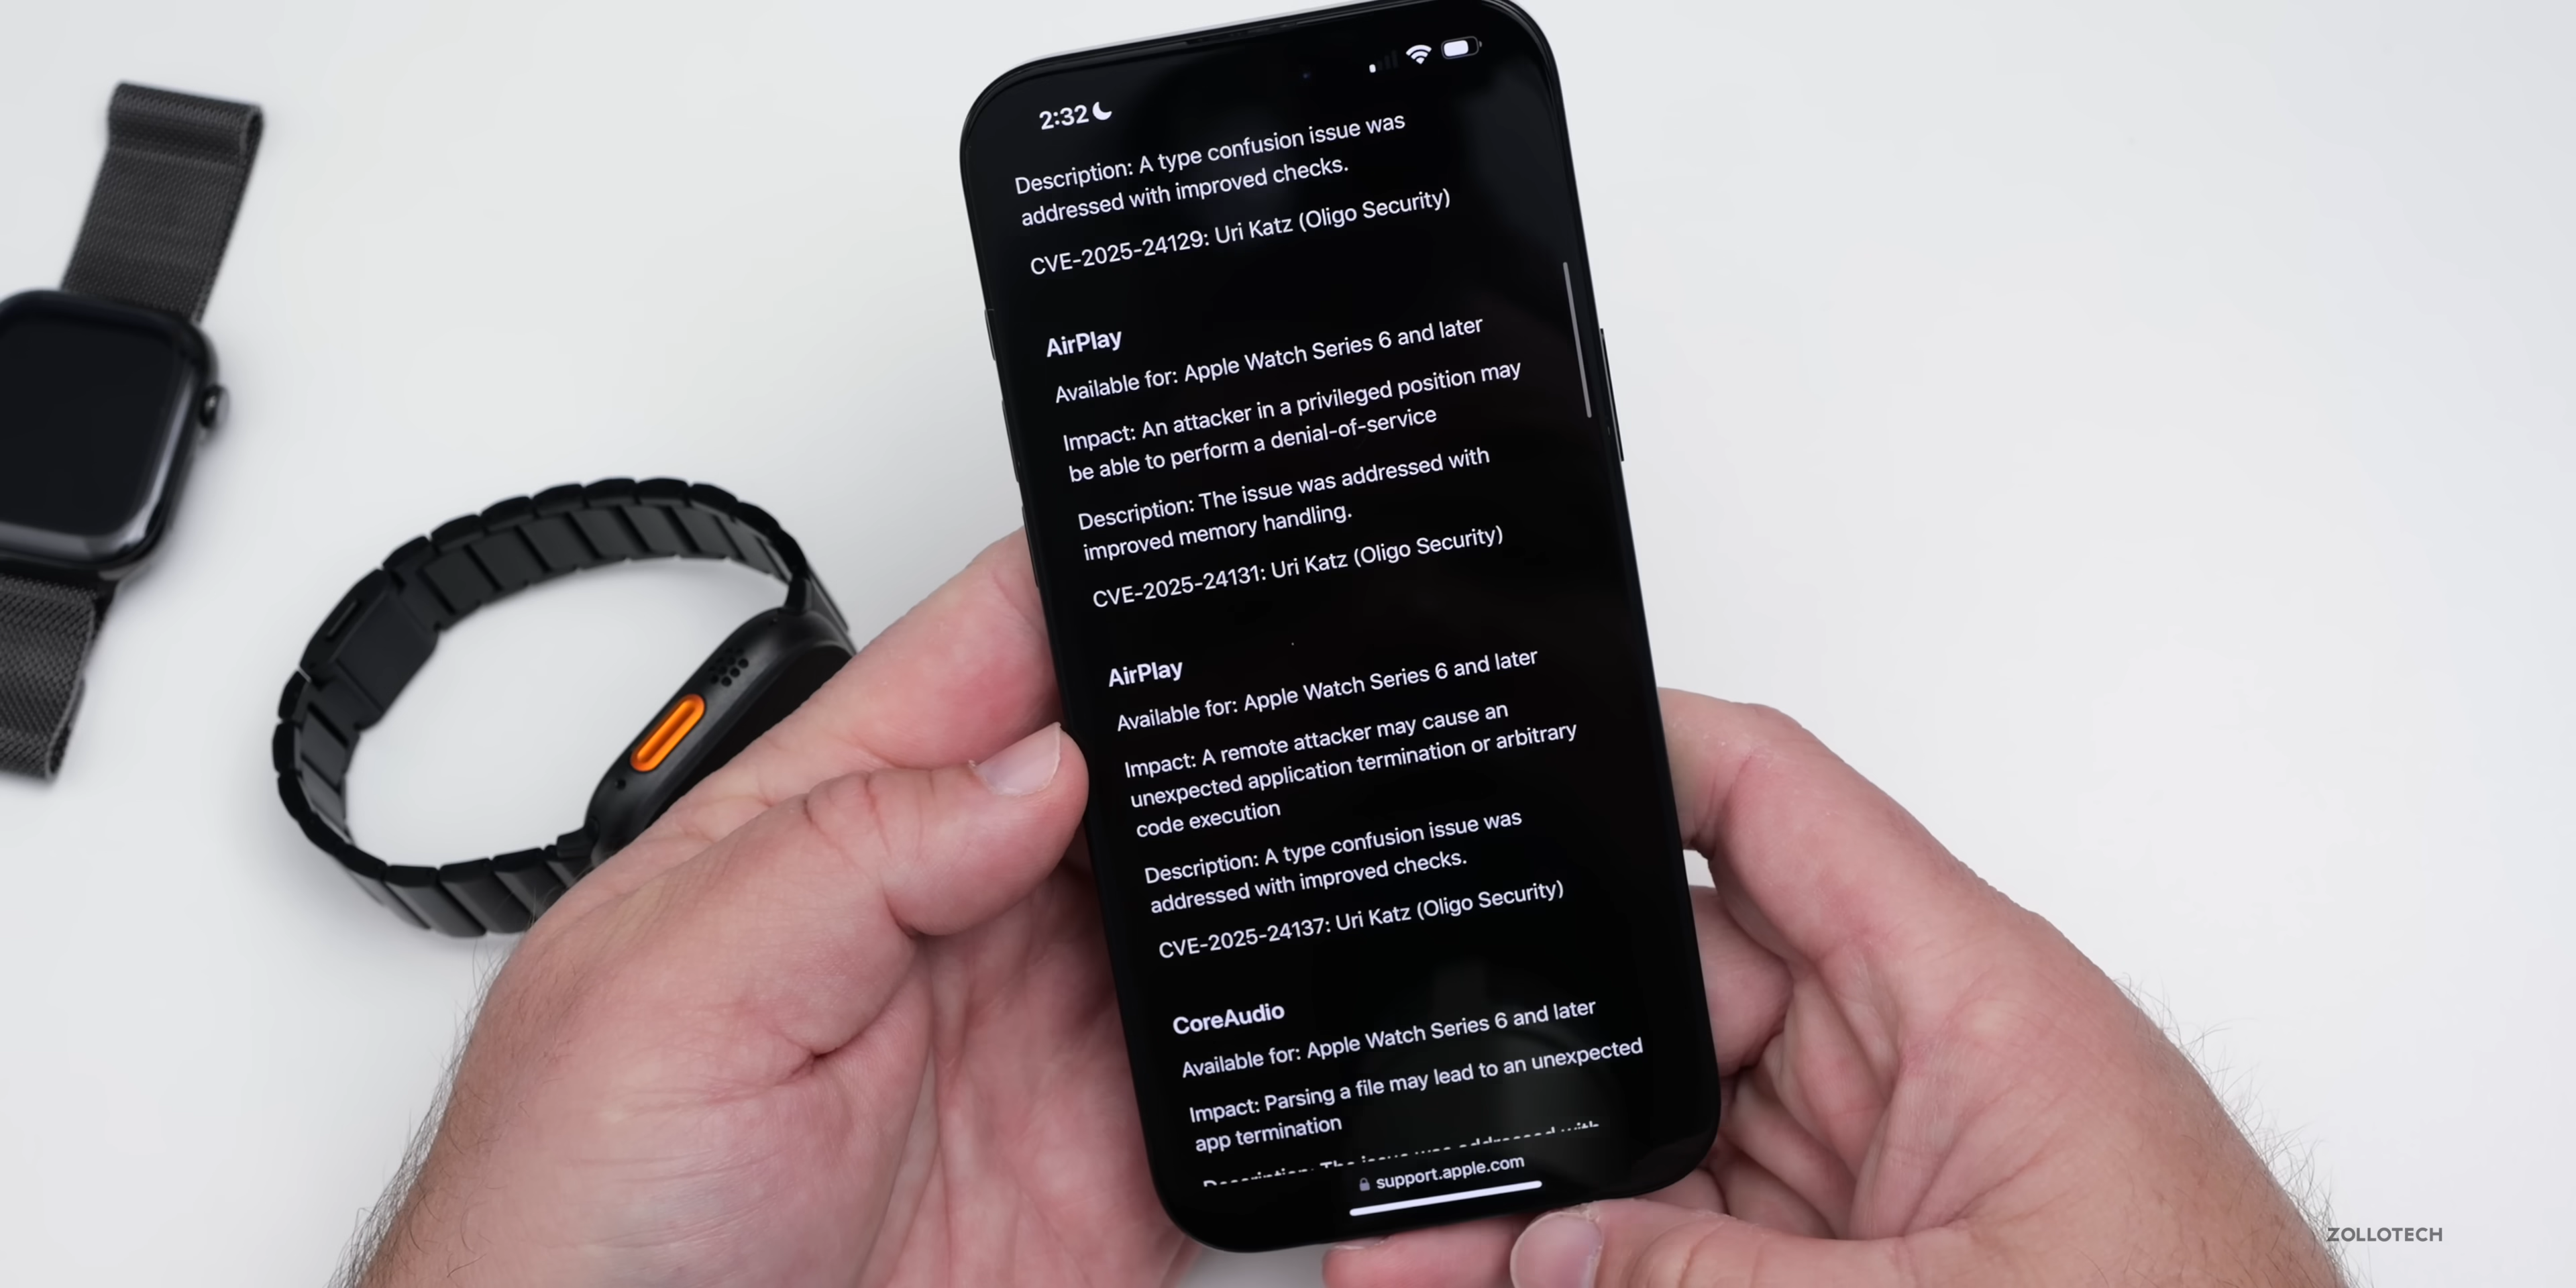 2:32
Description: A type confusion issue was
addressed with improved checks.
CVE-2025-24129: Uri Katz (Oligo Security)
AirPlay
Available for: Apple Watch Series 6 and later
Impact: An attacker in a privileged position may
be able to perform a denial-of-service
Description: The issue was addressed with
improved memory handling.
CVE-2025-24131: Uri Katz (Oligo Security)
AirPlay
Available for: Apple Watch Series 6 and later
Impact: A remote attacker may cause an
unexpected application termination or arbitrary
code execution
Description: A type confusion issue was
addressed with improved checks.
CVE-2025-24137: Uri Katz (Oligo Security)
CoreAudio
Available for: Apple Watch Series 6 and later
Impact: Parsing a file may lead to an unexpected
app termination
Description: The issue was addressed with
support.apple.com
ZOLLOTECH